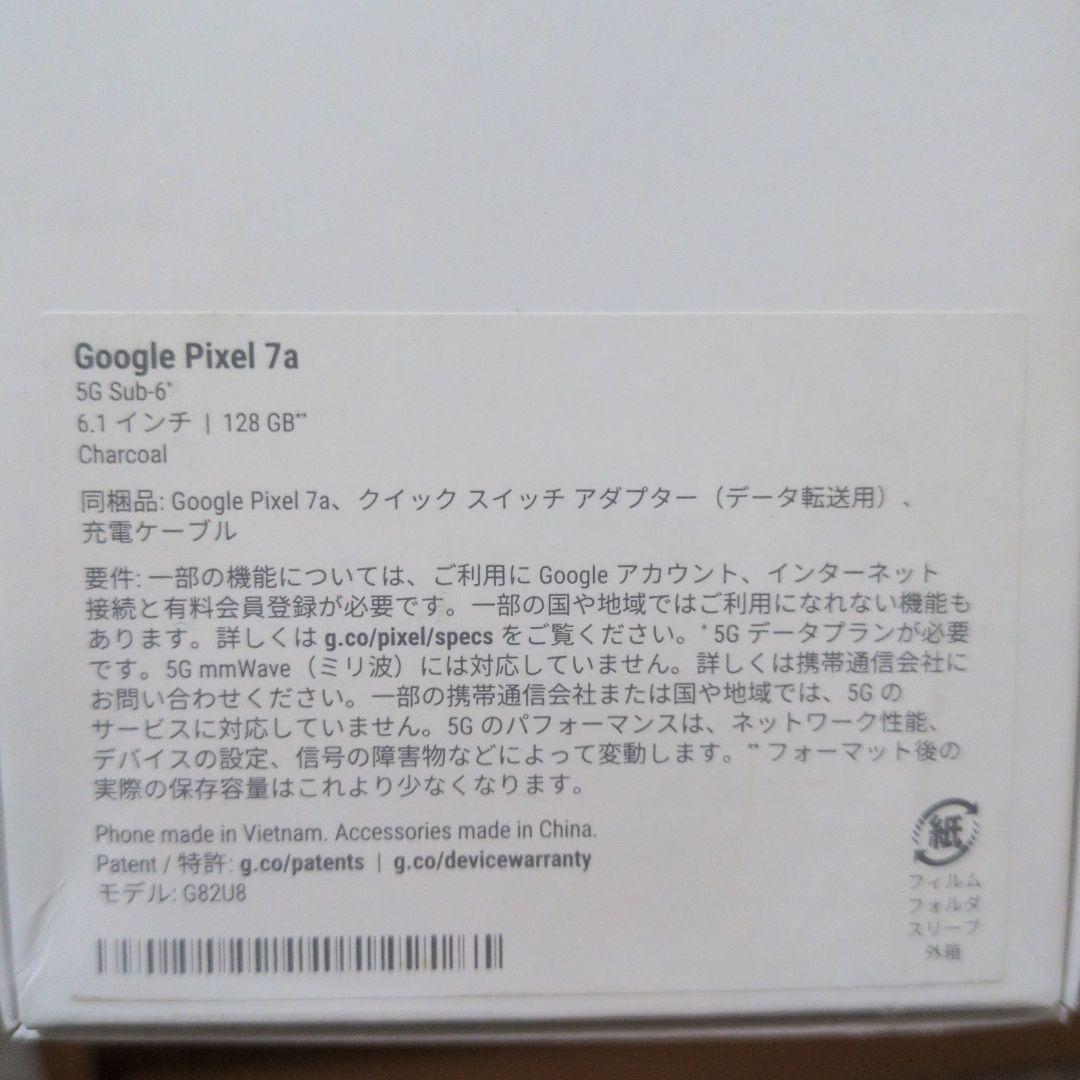 Google Pixel 7a
5G Sub-6*
6.1 インチ | 128 GB**
Charcoal
同梱品: Google Pixel 7a、クイック スイッチ アダプター（データ転送用）、
充電ケーブル
要件: 一部の機能については、ご利用に Google アカウント、インターネット
接続と有料会員登録が必要です。一部の国や地域ではご利用になれない機能も
あります。詳しくは g.co/pixel/specs をご覧ください。* 5G データプランが必要
です。5G mmWave（ミリ波）には対応していません。詳しくは携帯通信会社に
お問い合わせください。一部の携帯通信会社または国や地域では、5G の
サービスに対応していません。5G のパフォーマンスは、ネットワーク性能、
デバイスの設定、信号の障害物などによって変動します。** フォーマット後の
実際の保存容量はこれより少なくなります。
Phone made in Vietnam. Accessories made in China.
Patent / 特許: g.co/patents | g.co/devicewarranty
モデル: G82U8
紙
フィルム
フォルダ
スリーブ
外箱